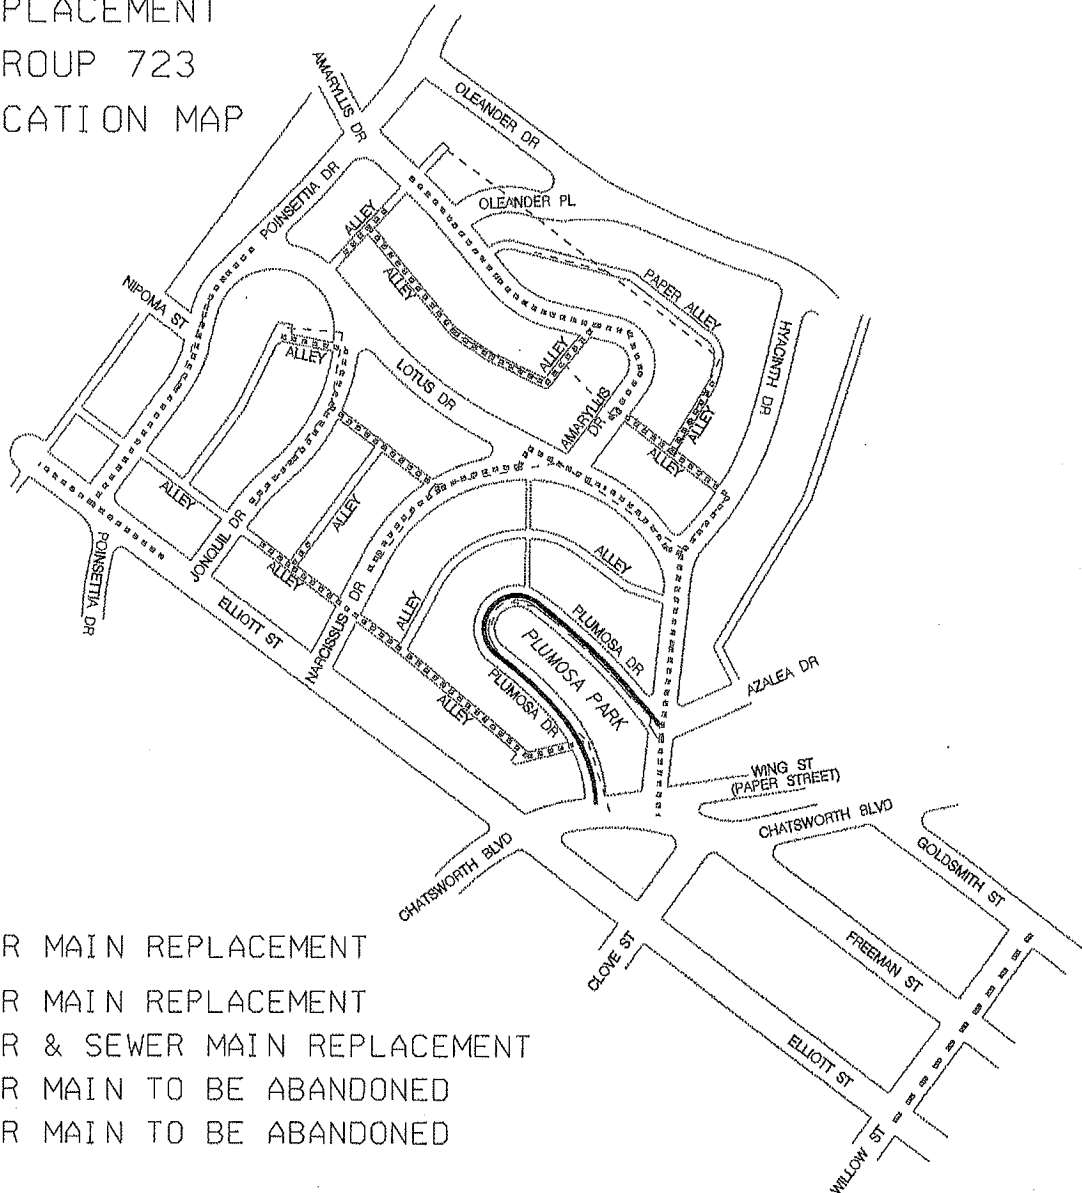 PLACEMENT
ROUP 723
CATION MAP
AMARYLLIS DR
OLEANDER DR
POINSETTIA DR
OLEANDER PL
ALLEY
ALLEY
PAPER ALLEY
NIPOMA ST
HYACINTH DR
ALLEY
ALLEY
LOTUS DR
AMARYLLIS
DR
ALLEY
ALLEY
ALLEY
ALLEY
JONQUIL DR
POINSETTIA DR
ALLEY
ALLEY
ELLIOTT ST
NARCISSUS DR
ALLEY
PLUMOSA DR
PLUMOSA PARK
PLUMOSA DR
ALLEY
AZALEA DR
WING ST
(PAPER STREET)
CHATSWORTH BLVD
CHATSWORTH BLVD
GOLDSMITH ST
CLOVE ST
FREEMAN ST
ELLIOTT ST
WILLOW ST
R MAIN REPLACEMENT
R MAIN REPLACEMENT
R & SEWER MAIN REPLACEMENT
R MAIN TO BE ABANDONED
R MAIN TO BE ABANDONED